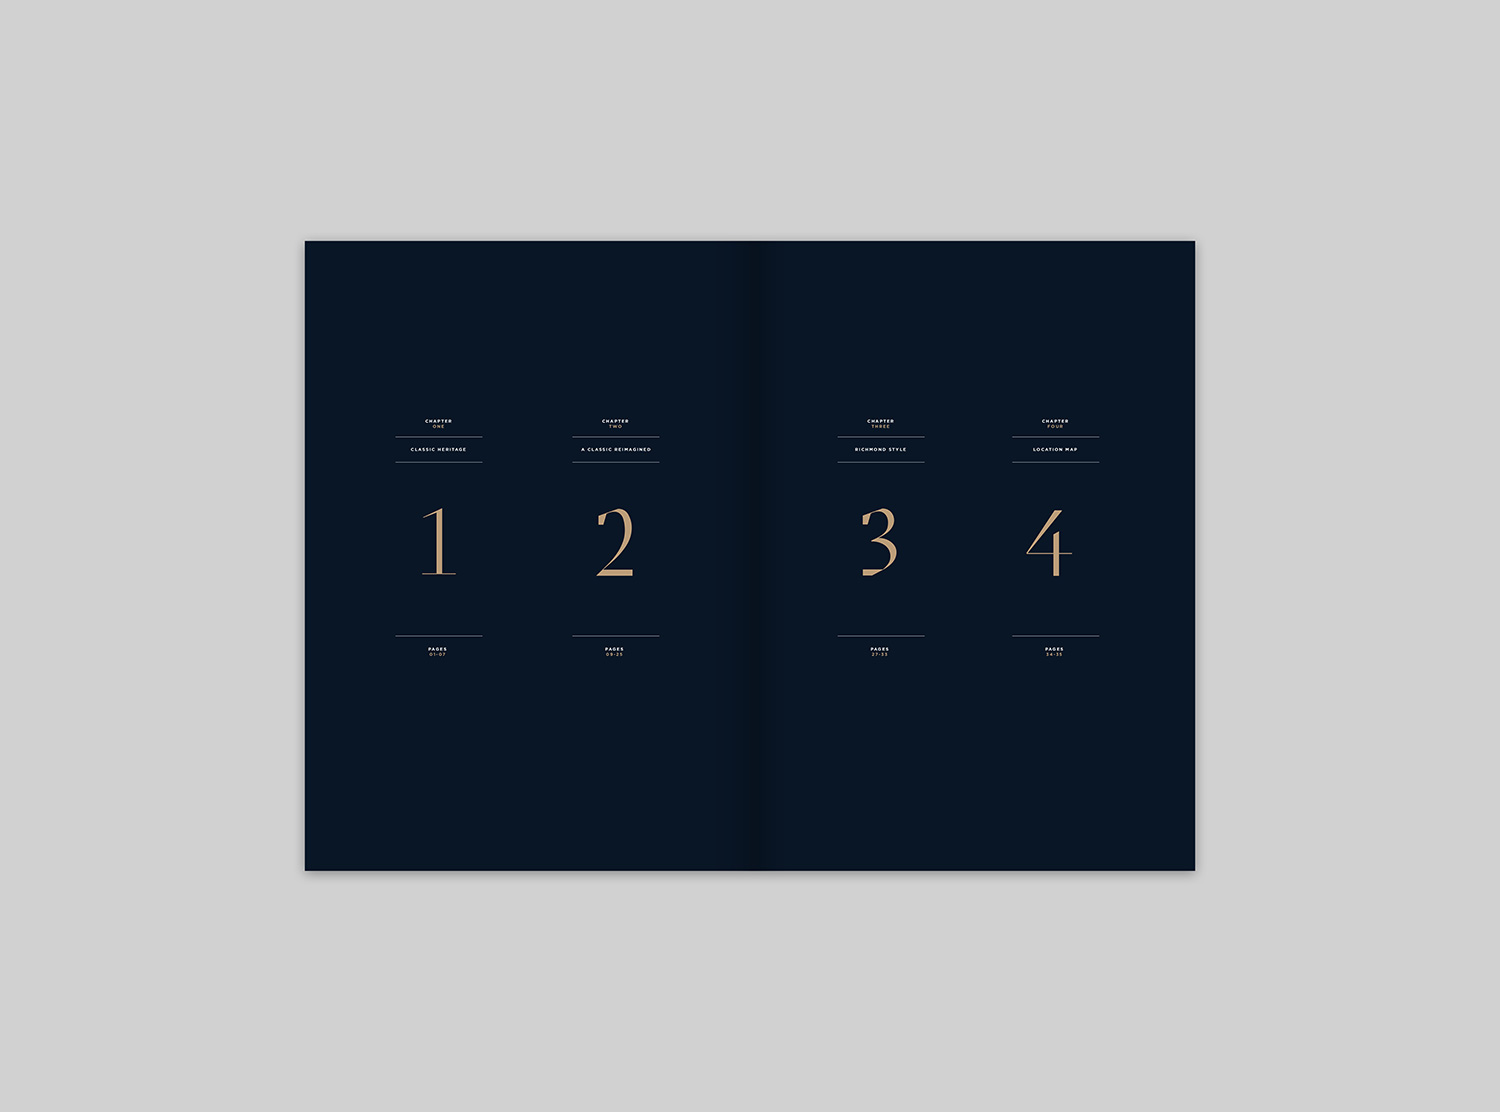 CHAPTER
ONE
CLASSIC HERITAGE
1
PAGES
01-07
CHAPTER
TWO
A CLASSIC REIMAGINED
2
PAGES
08-25
CHAPTER
THREE
RICHMOND STYLE
3
PAGES
27-33
CHAPTER
FOUR
LOCATION MAP
4
PAGES
34-35